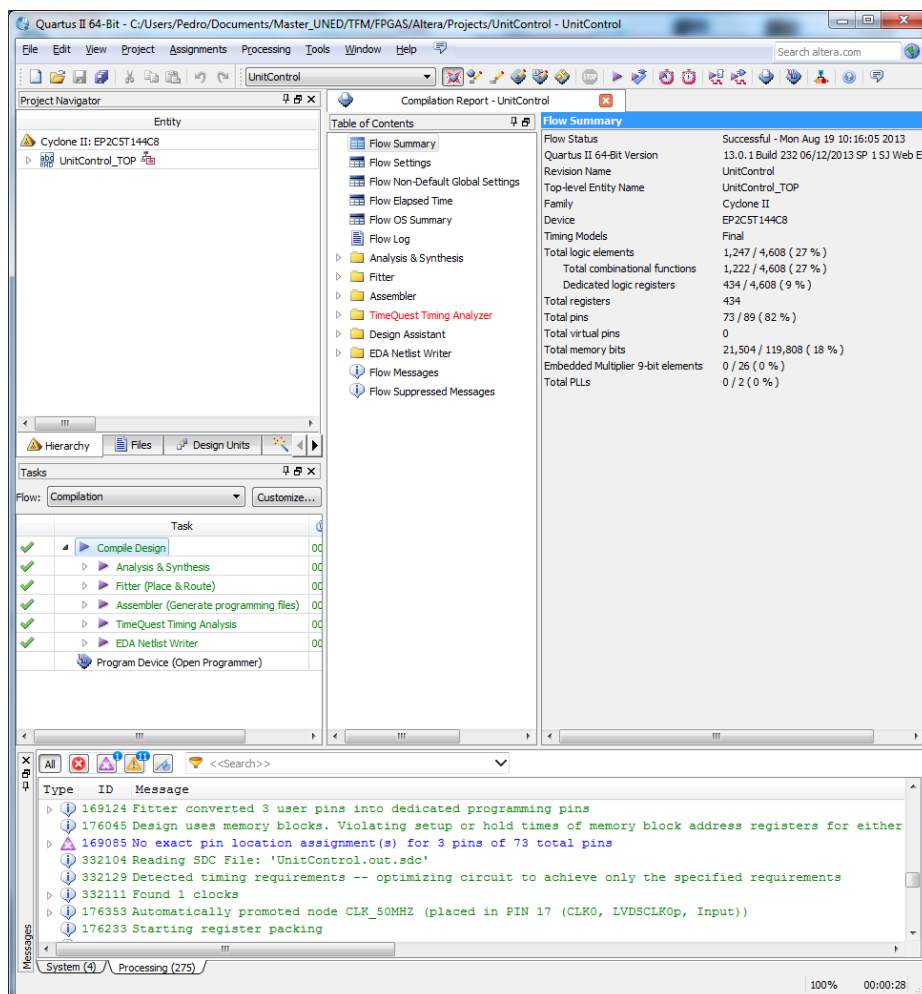 Quartus II 64-Bit - C:/Users/Pedro/Documents/Master_UNED/TFM/FPGAS/Altera/Projects/UnitControl - UnitControl
File Edit View Project Assignments Processing Tools Window Help
Search altera.com
UnitControl
Project Navigator
Entity
Cyclone II: EP2C5T144C8
UnitControl_TOP
Hierarchy Files Design Units
Tasks
Flow: Compilation Customize...
Task
Compile Design 00
Analysis & Synthesis 00
Fitter (Place & Route) 00
Assembler (Generate programming files) 00
TimeQuest Timing Analysis 00
EDA Netlist Writer 00
Program Device (Open Programmer)
Compilation Report - UnitControl
Table of Contents
Flow Summary
Flow Settings
Flow Non-Default Global Settings
Flow Elapsed Time
Flow OS Summary
Flow Log
Analysis & Synthesis
Fitter
Assembler
TimeQuest Timing Analyzer
Design Assistant
EDA Netlist Writer
Flow Messages
Flow Suppressed Messages
Flow Summary
Flow Status Successful - Mon Aug 19 10:16:05 2013
Quartus II 64-Bit Version 13.0.1 Build 232 06/12/2013 SP 1 SJ Web E
Revision Name UnitControl
Top-level Entity Name UnitControl_TOP
Family Cyclone II
Device EP2C5T144C8
Timing Models Final
Total logic elements 1,247 / 4,608 ( 27 % )
Total combinational functions 1,222 / 4,608 ( 27 % )
Dedicated logic registers 434 / 4,608 ( 9 % )
Total registers 434
Total pins 73 / 89 ( 82 % )
Total virtual pins 0
Total memory bits 21,504 / 119,808 ( 18 % )
Embedded Multiplier 9-bit elements 0 / 26 ( 0 % )
Total PLLs 0 / 2 ( 0 % )
All 1 11 <<Search>>
Type ID Message
169124 Fitter converted 3 user pins into dedicated programming pins
176045 Design uses memory blocks. Violating setup or hold times of memory block address registers for either
169085 No exact pin location assignment(s) for 3 pins of 73 total pins
332104 Reading SDC File: 'UnitControl.out.sdc'
332129 Detected timing requirements -- optimizing circuit to achieve only the specified requirements
332111 Found 1 clocks
176353 Automatically promoted node CLK_50MHZ (placed in PIN 17 (CLK0, LVDSCLK0p, Input))
176233 Starting register packing
Messages
System (4) Processing (275)
100% 00:00:28